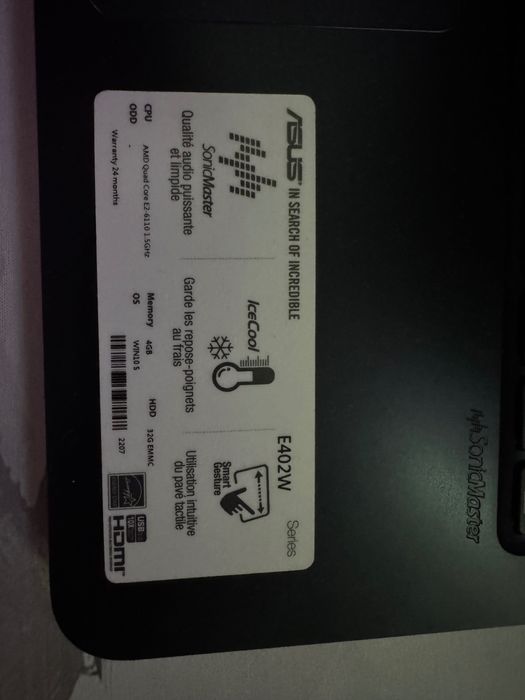 ASUS IN SEARCH OF INCREDIBLE
E402W Series
SonicMaster
Qualité audio puissante
et limpide
IceCool
Garde les repose-poignets
au frais
Smart
Gesture
Utilisation intuitive
du pavé tactile
CPU AMD Quad Core E2-6110 1.5GHz Memory 4GB HDD 32G EMMC
ODD - OS WIN10 S
Warranty 24 months
2207
USB
10X
HDMI
SonicMaster